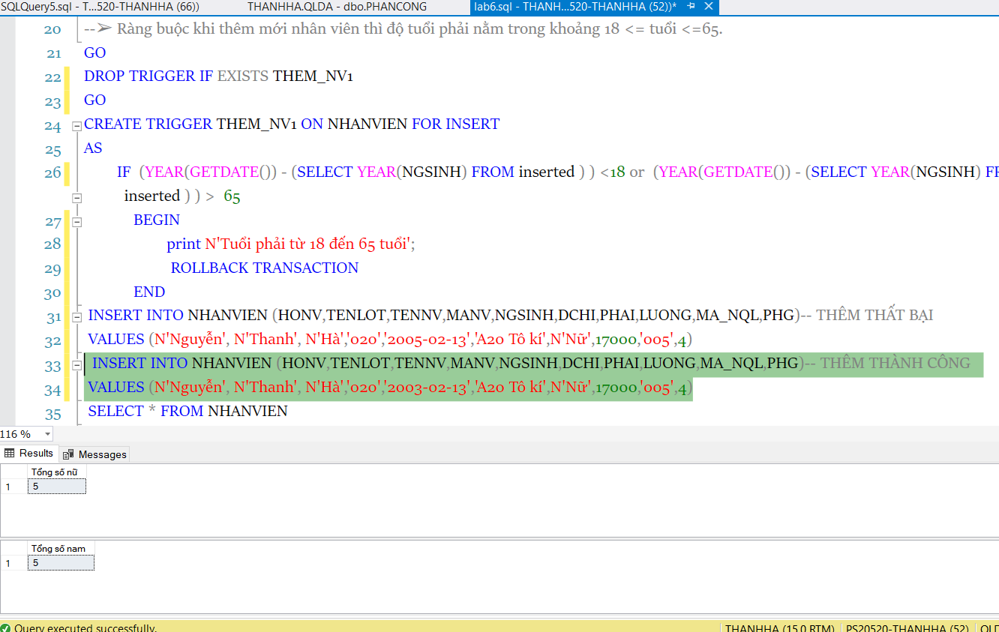 SQLQuery5.sql - T...520-THANHHA (66))
THANHHA.QLDA - dbo.PHANCONG
lab6.sql - THANH...520-THANHHA (52))*
20 --➢ Ràng buộc khi thêm mới nhân viên thì độ tuổi phải nằm trong khoảng 18 <= tuổi <=65.
21 GO
22 DROP TRIGGER IF EXISTS THEM_NV1
23 GO
24 CREATE TRIGGER THEM_NV1 ON NHANVIEN FOR INSERT
25 AS
26 IF (YEAR(GETDATE()) - (SELECT YEAR(NGSINH) FROM inserted ) ) <18 or (YEAR(GETDATE()) - (SELECT YEAR(NGSINH) FR
inserted ) ) > 65
27 BEGIN
28 print N'Tuổi phải từ 18 đến 65 tuổi';
29 ROLLBACK TRANSACTION
30 END
31 INSERT INTO NHANVIEN (HONV,TENLOT,TENNV,MANV,NGSINH,DCHI,PHAI,LUONG,MA_NQL,PHG)-- THÊM THẤT BẠI
32 VALUES (N'Nguyễn', N'Thanh', N'Hà','020','2005-02-13','A20 Tô kí',N'Nữ',17000,'005',4)
33 INSERT INTO NHANVIEN (HONV,TENLOT,TENNV,MANV,NGSINH,DCHI,PHAI,LUONG,MA_NQL,PHG)-- THÊM THÀNH CÔNG
34 VALUES (N'Nguyễn', N'Thanh', N'Hà','020','2003-02-13','A20 Tô kí',N'Nữ',17000,'005',4)
35 SELECT * FROM NHANVIEN
116 %
Results Messages
Tổng số nữ
1 5
Tổng số nam
1 5
Query executed successfully.
THANHHA (15.0 RTM)
PS20520-THANHHA (52)
QLD